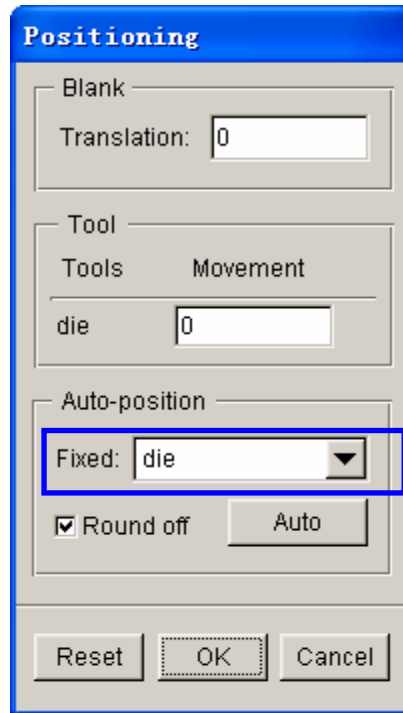 Positioning
Blank
Translation: 0
Tool
Tools Movement
die 0
Auto-position
Fixed: die
Round off Auto
Reset OK Cancel